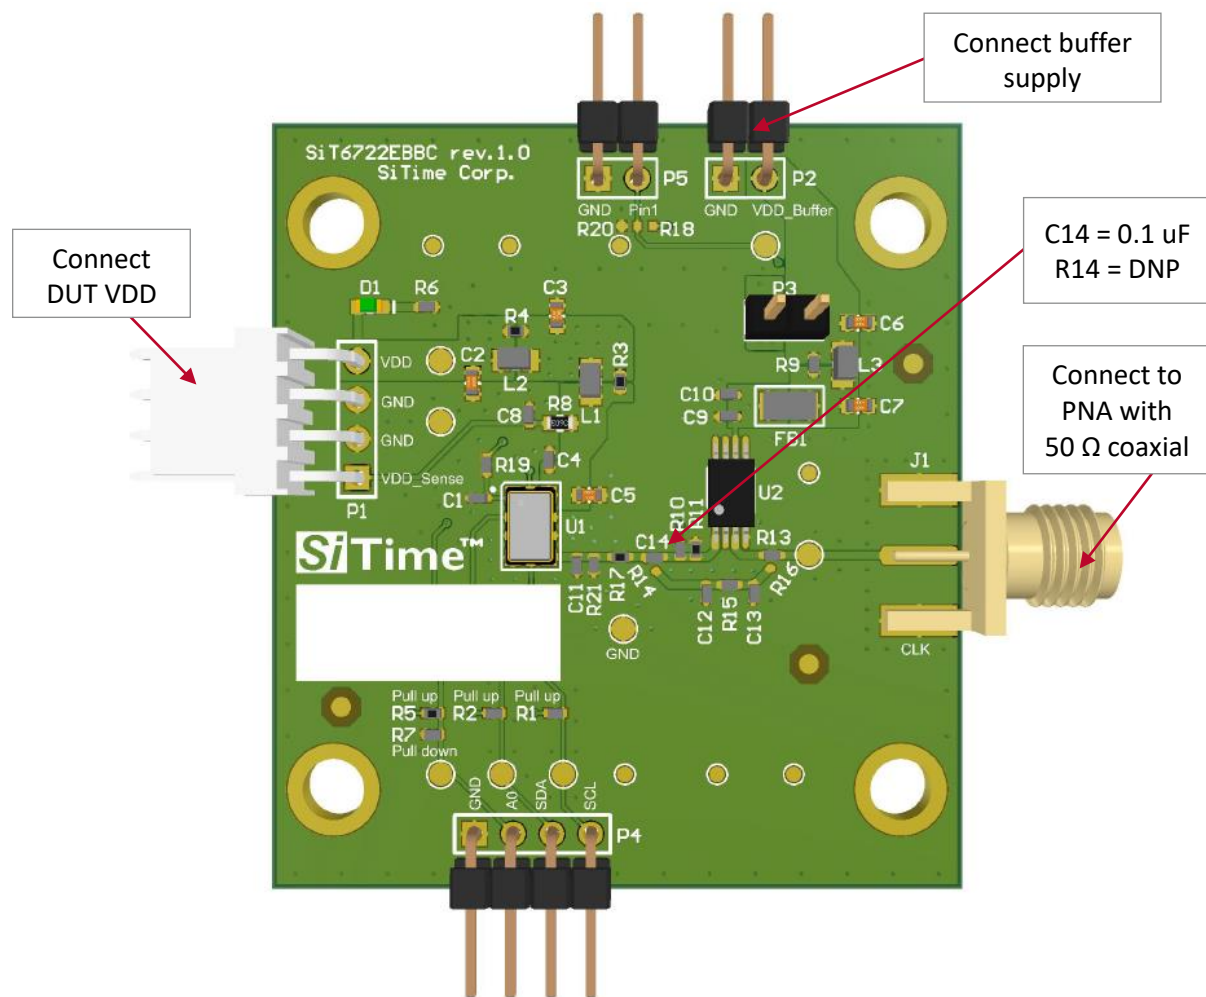 Connect buffer
supply
SiT6722EBBC rev.1.0
SiTime Corp.
P5
P2
GND
Pin1
GND
VDD_Buffer
R20
R18
C14 = 0.1 uF
R14 = DNP
Connect
DUT VDD
D1
R6
C3
P3
R4
C6
VDD
C2
L2
R3
R9
L3
GND
C10
C8
R8
L1
C9
C7
FB1
GND
Connect to
PNA with
50 Ω coaxial
R19
C4
J1
VDD_Sense
C1
C5
U2
P1
U1
R10
R11
SiTime™
C14
R13
C11
R21
R17
R14
C12
R15
C13
R16
GND
CLK
Pull up
Pull up
Pull up
R5
R2
R1
R7
Pull down
GND
A0
SDA
SCL
P4